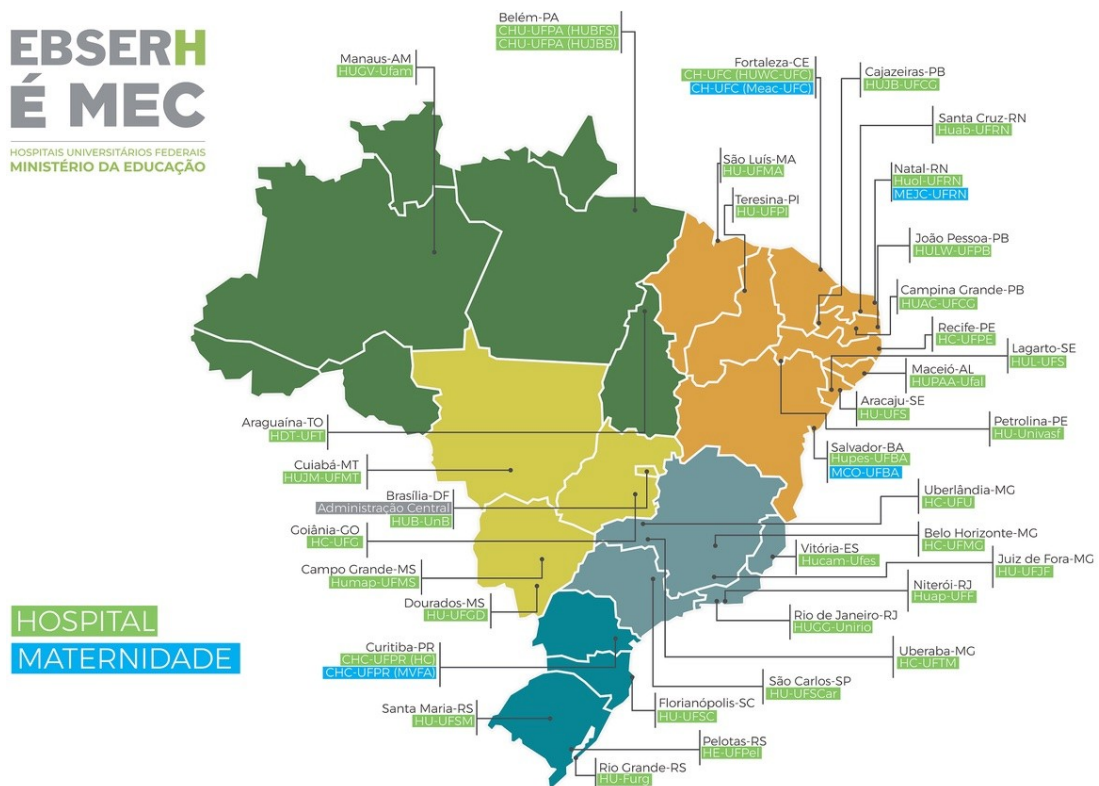 EBSERH
É MEC
HOSPITAIS UNIVERSITÁRIOS FEDERAIS
MINISTÉRIO DA EDUCAÇÃO
Belém-PA
CHU-UFPA (HUBFS)
CHU-UFPA (HUJBB)
Manaus-AM
HUGV-Ufam
Fortaleza-CE
CH-UFC (HUWC-UFC)
CH-UFC (Meac-UFC)
Cajazeiras-PB
HUJB-UFCG
Santa Cruz-RN
Huab-UFRN
São Luís-MA
HU-UFMA
Natal-RN
Huol-UFRN
MEJC-UFRN
Teresina-PI
HU-UFPI
João Pessoa-PB
HULW-UFPB
Campina Grande-PB
HUAC-UFCG
Recife-PE
HC-UFPE
Lagarto-SE
HUL-UFS
Maceió-AL
HUPAA-Ufal
Aracaju-SE
HU-UFS
Petrolina-PE
HU-Univasf
Araguaína-TO
HDT-UFT
Salvador-BA
Hupes-UFBA
MCO-UFBA
Cuiabá-MT
HUJM-UFMT
Brasília-DF
Administração Central
HUB-UnB
Uberlândia-MG
HC-UFU
Goiânia-GO
HC-UFG
Belo Horizonte-MG
HC-UFMG
Vitória-ES
Hucam-Ufes
Juiz de Fora-MG
HU-UFJF
Campo Grande-MS
Humap-UFMS
Niterói-RJ
Huap-UFF
Dourados-MS
HU-UFGD
Rio de Janeiro-RJ
HUGG-Unirio
HOSPITAL
MATERNIDADE
Curitiba-PR
CHC-UFPR (HC)
CHC-UFPR (MVFA)
Uberaba-MG
HC-UFTM
São Carlos-SP
HU-UFSCar
Florianópolis-SC
HU-UFSC
Santa Maria-RS
HU-UFSM
Pelotas-RS
HE-UFPel
Rio Grande-RS
HU-Furg